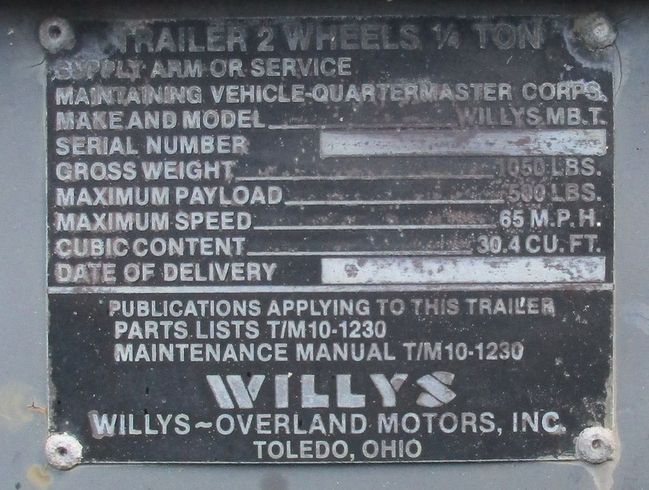 TRAILER 2 WHEELS 1/4 TON
SUPPLY ARM OR SERVICE
MAINTAINING VEHICLE-QUARTERMASTER CORPS.
MAKE AND MODEL WILLYS MB.T.
SERIAL NUMBER
GROSS WEIGHT 1050 LBS.
MAXIMUM PAYLOAD 500 LBS.
MAXIMUM SPEED 65 M.P.H.
CUBIC CONTENT 30.4 CU. FT.
DATE OF DELIVERY
PUBLICATIONS APPLYING TO THIS TRAILER
PARTS LISTS T/M10-1230
MAINTENANCE MANUAL T/M10-1230
WILLYS
WILLYS~OVERLAND MOTORS, INC.
TOLEDO, OHIO